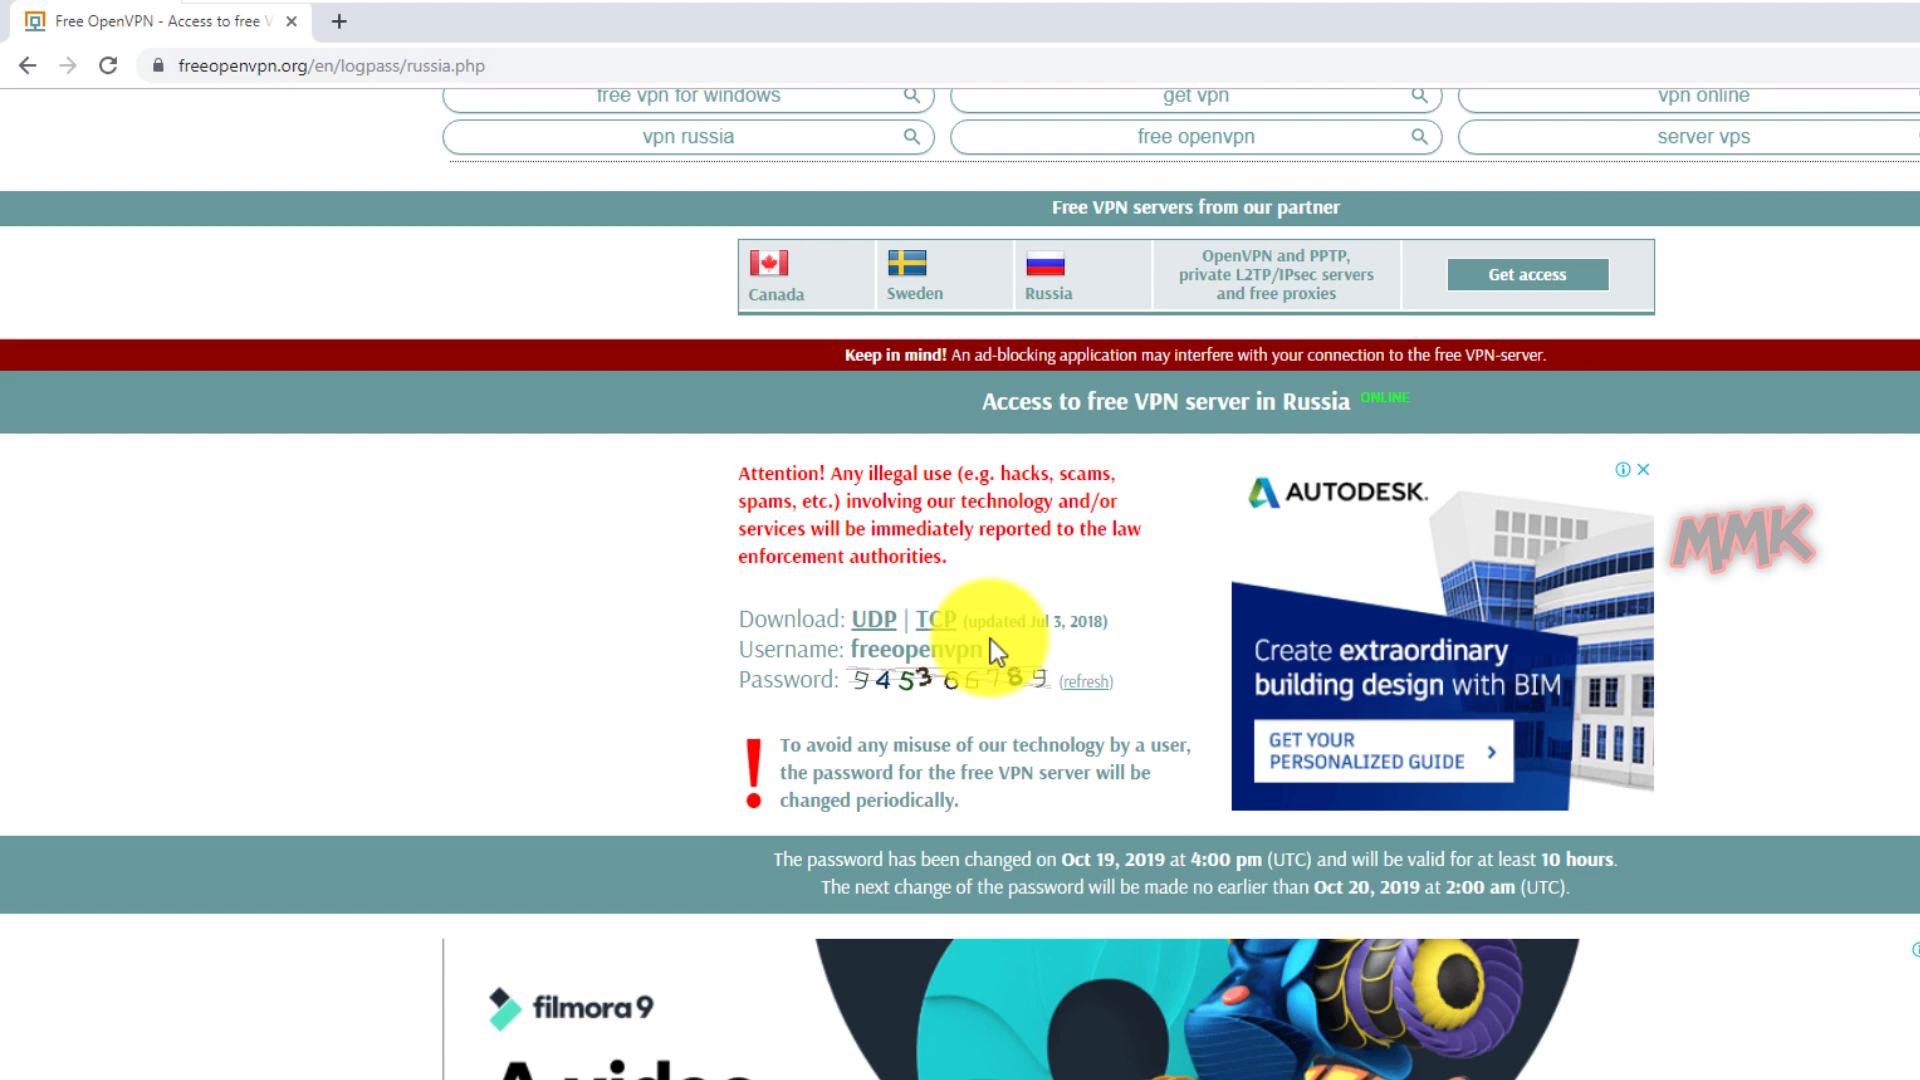 Free OpenVPN - Access to free V
freeopenvpn.org/en/logpass/russia.php
free vpn for windows
get vpn
vpn online
vpn russia
free openvpn
server vps
Free VPN servers from our partner
Canada
Sweden
Russia
OpenVPN and PPTP,
private L2TP/IPsec servers
and free proxies
Get access
Keep in mind! An ad-blocking application may interfere with your connection to the free VPN-server.
Access to free VPN server in Russia ONLINE
Attention! Any illegal use (e.g. hacks, scams,
spams, etc.) involving our technology and/or
services will be immediately reported to the law
enforcement authorities.
Download: UDP | TCP (updated Jul 3, 2018)
Username: freeopenvpn
Password: 945366789 (refresh)
! To avoid any misuse of our technology by a user,
the password for the free VPN server will be
changed periodically.
AUTODESK.
Create extraordinary
building design with BIM
GET YOUR
PERSONALIZED GUIDE
MMK
The password has been changed on Oct 19, 2019 at 4:00 pm (UTC) and will be valid for at least 10 hours.
The next change of the password will be made no earlier than Oct 20, 2019 at 2:00 am (UTC).
filmora9
A video